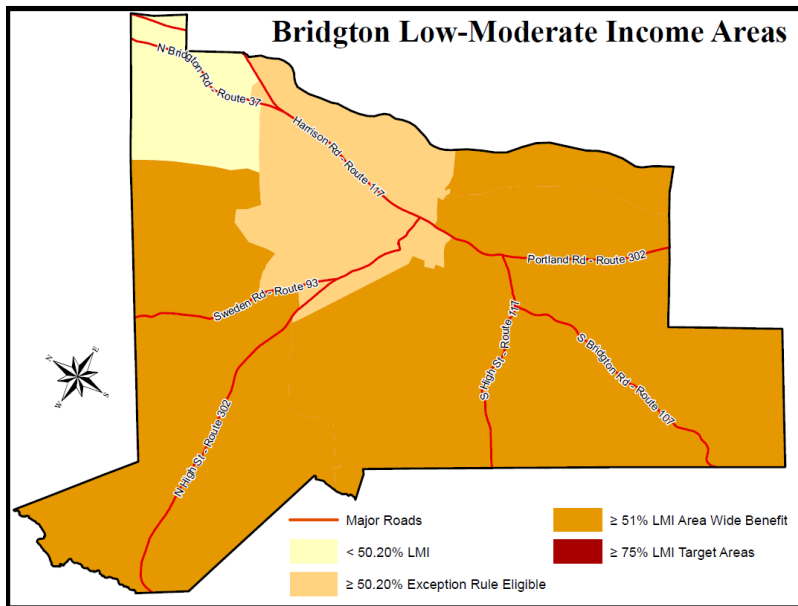 Bridgton Low-Moderate Income Areas
N Bridgton Rd - Route 37
Harrison Rd - Route 117
Portland Rd - Route 302
Sweden Rd - Route 93
S High St - Route 117
S Bridgton Rd - Route 107
N High St - Route 302
N
E
W
S
Major Roads
< 50.20% LMI
≥ 50.20% Exception Rule Eligible
≥ 51% LMI Area Wide Benefit
≥ 75% LMI Target Areas